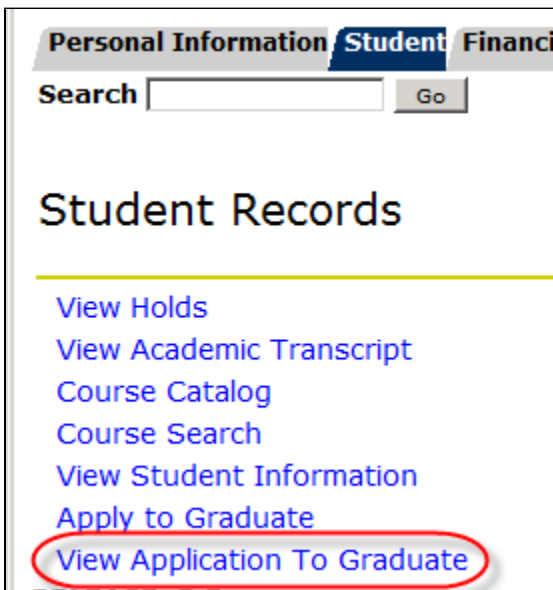 Personal Information Student Financi
Search Go
Student Records
View Holds
View Academic Transcript
Course Catalog
Course Search
View Student Information
Apply to Graduate
View Application To Graduate